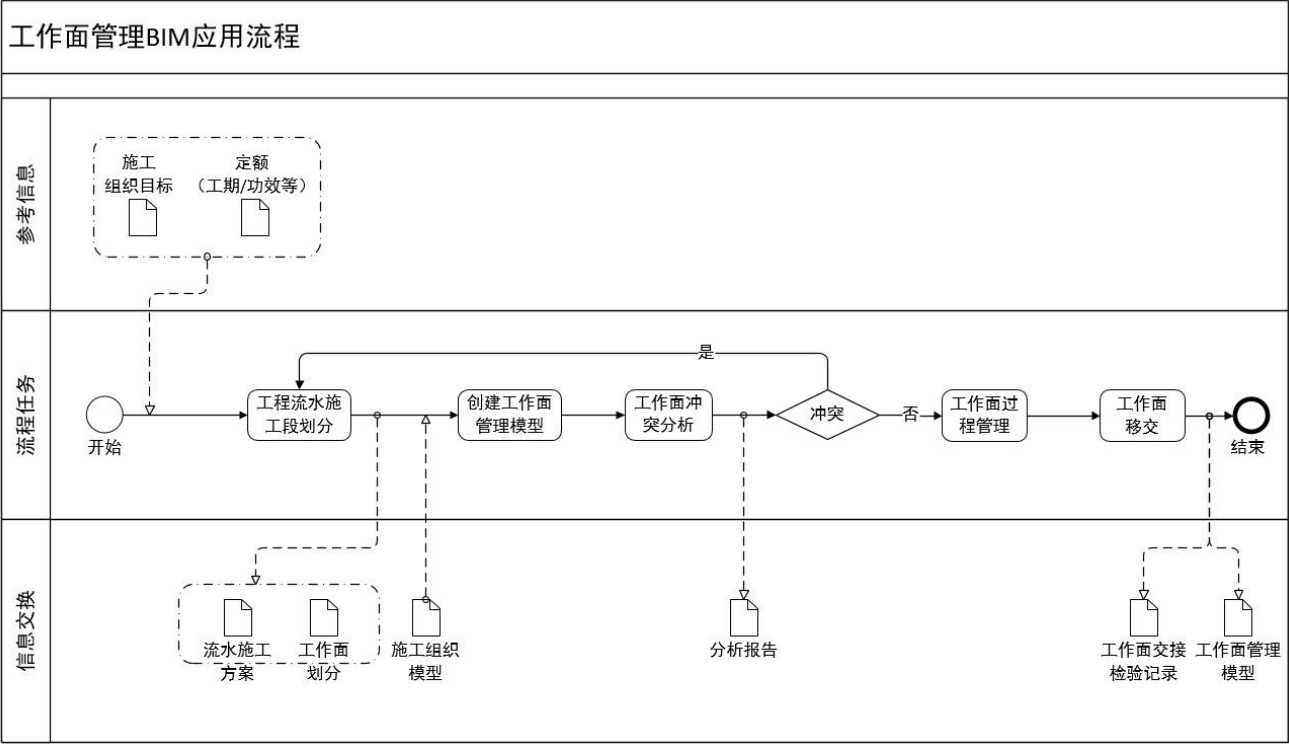 工作面管理BIM应用流程
参考信息
施工
组织目标
定额
（工期/功效等）
流程任务
开始
工程流水施
工段划分
创建工作面
管理模型
工作面冲
突分析
冲突
是
否
工作面过
程管理
工作面
移交
结束
信息交换
流水施工
方案
工作面
划分
施工组织
模型
分析报告
工作面交接
检验记录
工作面管理
模型